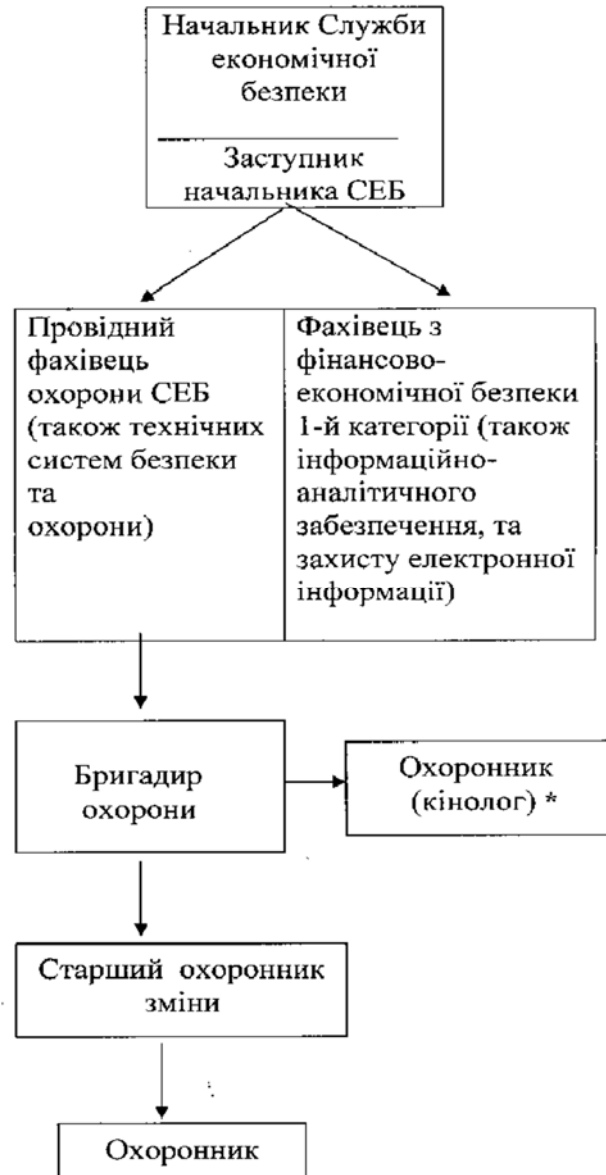 Начальник Служби
економічної
безпеки
Заступник
начальника СЕБ
Провідний
фахівець
охорони СЕБ
(також технічних
систем безпеки
та
охорони)
Фахівець з
фінансово-
економічної безпеки
1-й категорії (також
інформаційно-
аналітичного
забезпечення, та
захисту електронної
інформації)
Бригадир
охорони
Охоронник
(кінолог) *
Старший охоронник
зміни
Охоронник